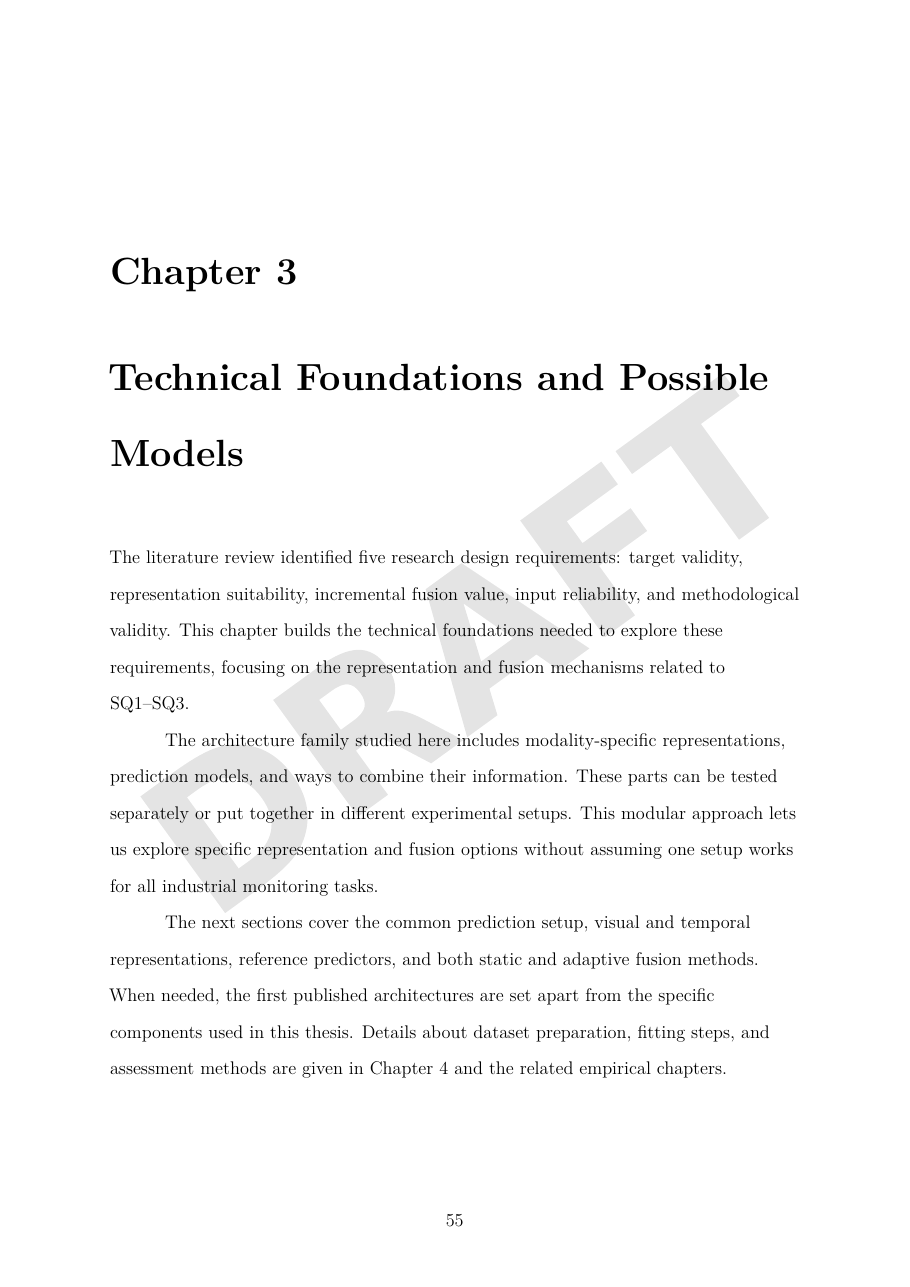 Chapter 3
Technical Foundations and Possible
Models
The literature review identified five research design requirements: target validity,
representation suitability, incremental fusion value, input reliability, and methodological
validity. This chapter builds the technical foundations needed to explore these
requirements, focusing on the representation and fusion mechanisms related to
SQ1–SQ3.
The architecture family studied here includes modality-specific representations,
prediction models, and ways to combine their information. These parts can be tested
separately or put together in different experimental setups. This modular approach lets
us explore specific representation and fusion options without assuming one setup works
for all industrial monitoring tasks.
The next sections cover the common prediction setup, visual and temporal
representations, reference predictors, and both static and adaptive fusion methods.
When needed, the first published architectures are set apart from the specific
components used in this thesis. Details about dataset preparation, fitting steps, and
assessment methods are given in Chapter 4 and the related empirical chapters.
55
DRAFT